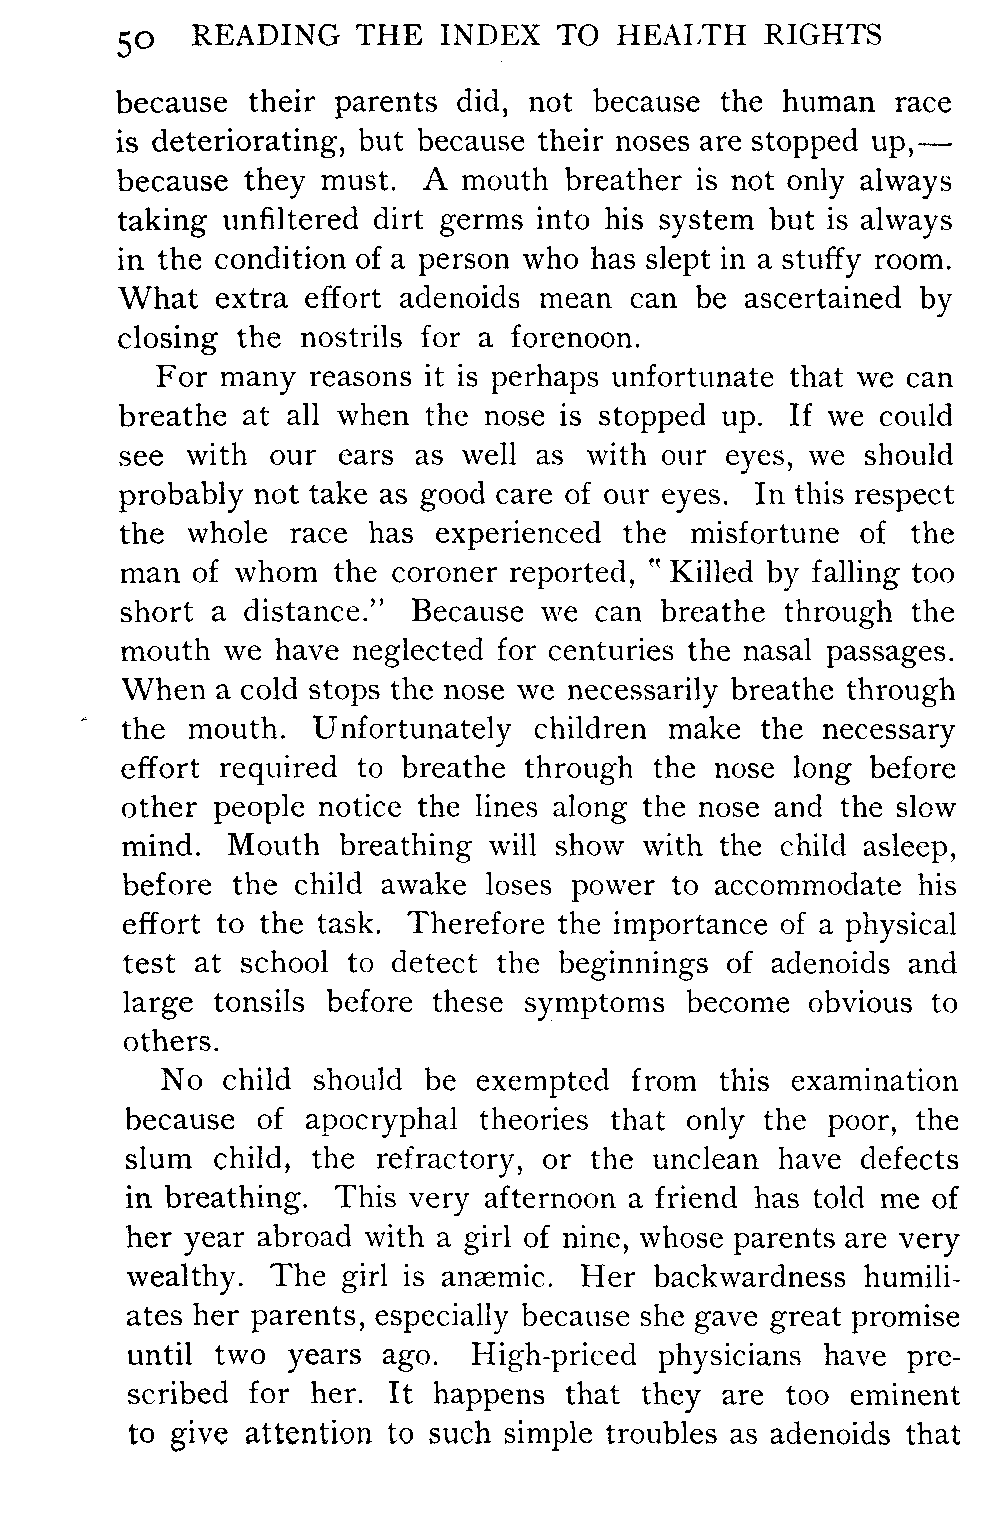 50 READING THE INDEX TO HEALTH RIGHTS
because their parents did, not because the human race
is deteriorating, but because their noses are stopped up,—
because they must. A mouth breather is not only always
taking unfiltered dirt germs into his system but is always
in the condition of a person who has slept in a stuffy room.
What extra effort adenoids mean can be ascertained by
closing the nostrils for a forenoon.
For many reasons it is perhaps unfortunate that we can
breathe at all when the nose is stopped up. If we could
see with our ears as well as with our eyes, we should
probably not take as good care of our eyes. In this respect
the whole race has experienced the misfortune of the
man of whom the coroner reported, "Killed by falling too
short a distance." Because we can breathe through the
mouth we have neglected for centuries the nasal passages.
When a cold stops the nose we necessarily breathe through
the mouth. Unfortunately children make the necessary
effort required to breathe through the nose long before
other people notice the lines along the nose and the slow
mind. Mouth breathing will show with the child asleep,
before the child awake loses power to accommodate his
effort to the task. Therefore the importance of a physical
test at school to detect the beginnings of adenoids and
large tonsils before these symptoms become obvious to
others.
No child should be exempted from this examination
because of apocryphal theories that only the poor, the
slum child, the refractory, or the unclean have defects
in breathing. This very afternoon a friend has told me of
her year abroad with a girl of nine, whose parents are very
wealthy. The girl is anæmic. Her backwardness humili-
ates her parents, especially because she gave great promise
until two years ago. High-priced physicians have pre-
scribed for her. It happens that they are too eminent
to give attention to such simple troubles as adenoids that